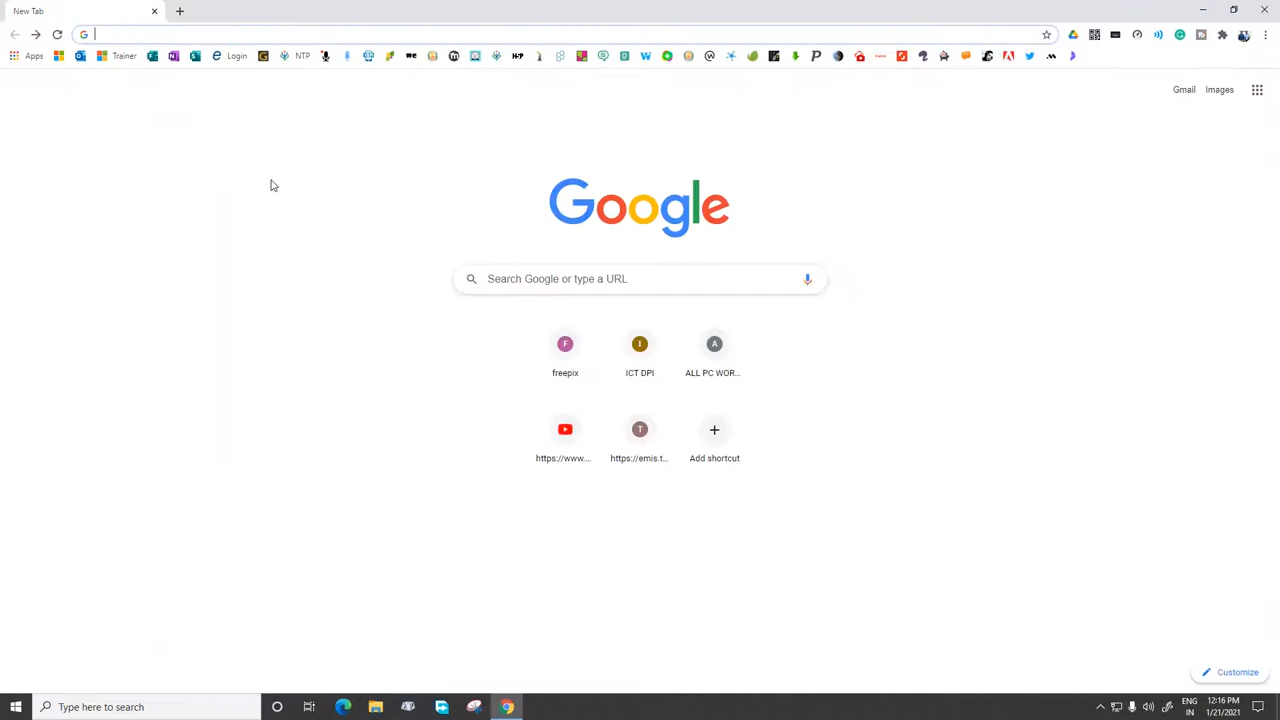 New Tab
Apps Trainer Login NTP
Gmail Images
Google
Search Google or type a URL
F I A
freepix ICT DPI ALL PC WOR...
T
https://www.... https://emis.t... Add shortcut
Customize
Type here to search
ENG 12:16 PM
IN 1/21/2021